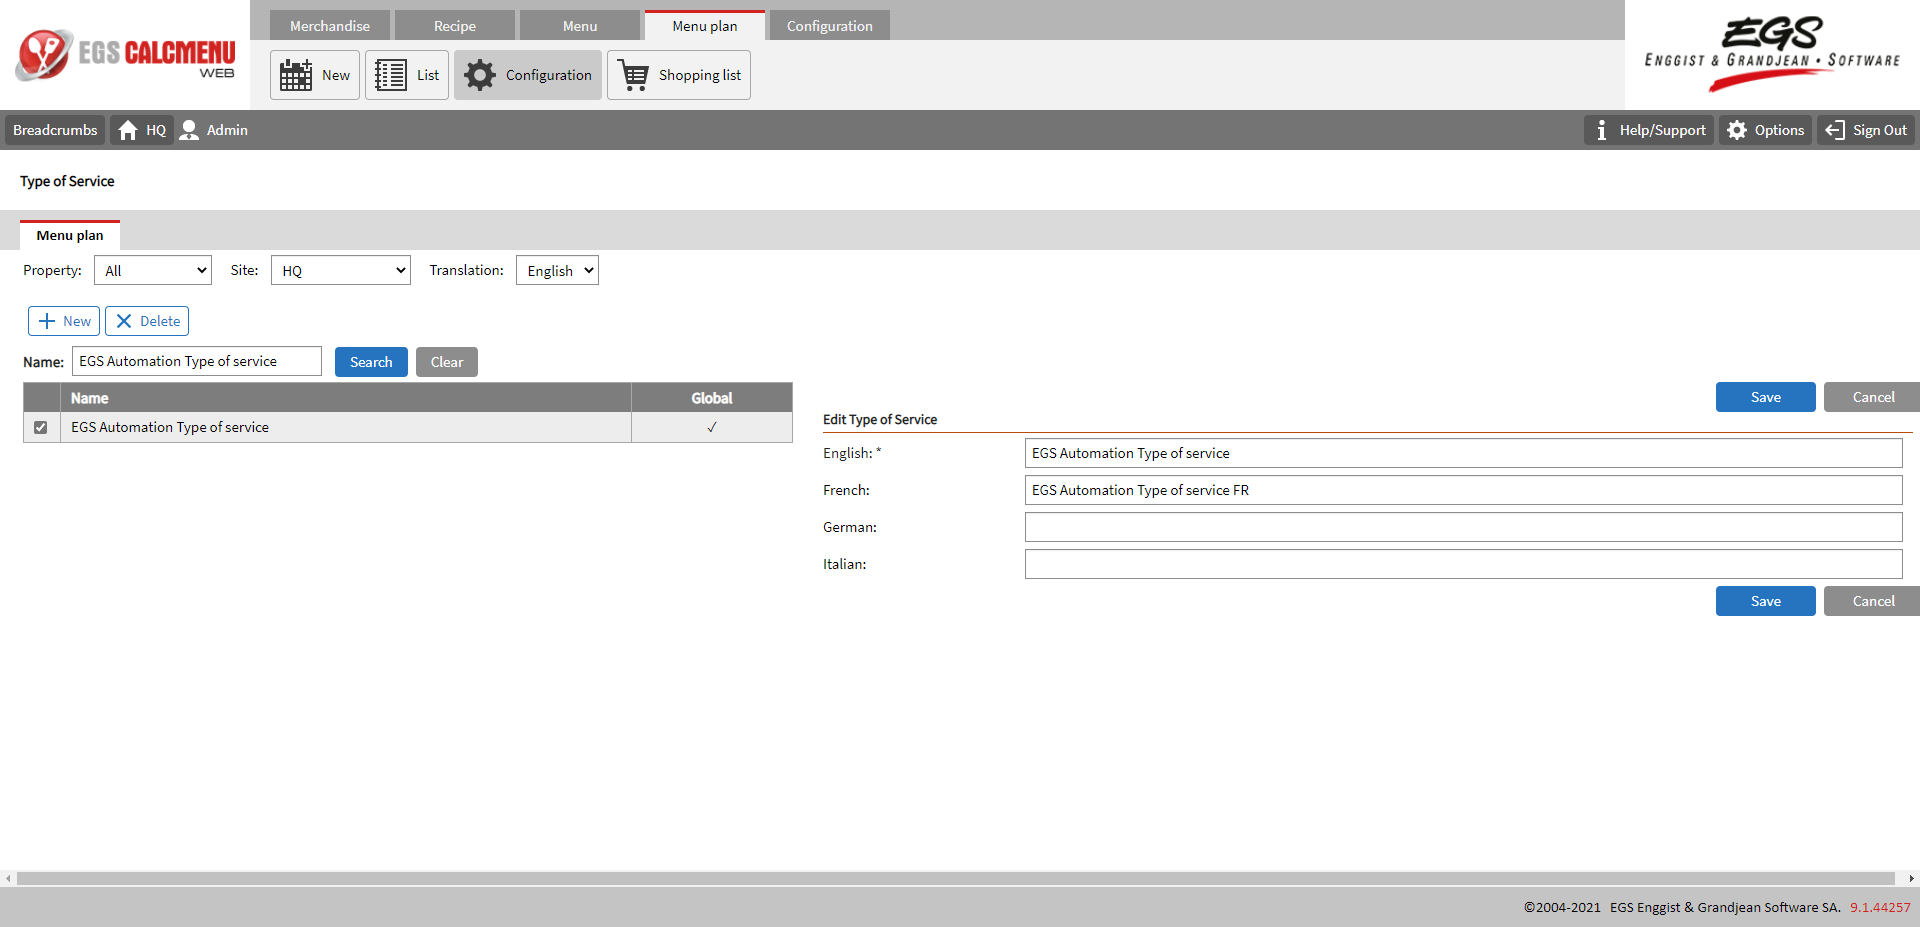 EGS CALCMENU
WEB
Merchandise Recipe Menu Menu plan Configuration
New List Configuration Shopping list
EGS
ENGGIST & GRANDJEAN • SOFTWARE
Breadcrumbs HQ Admin Help/Support Options Sign Out
Type of Service
Menu plan
Property: All Site: HQ Translation: English
New Delete
Name: EGS Automation Type of service Search Clear
Name Global
EGS Automation Type of service ✓
Save Cancel
Edit Type of Service
English: * EGS Automation Type of service
French: EGS Automation Type of service FR
German:
Italian:
Save Cancel
©2004-2021 EGS Enggist & Grandjean Software SA. 9.1.44257